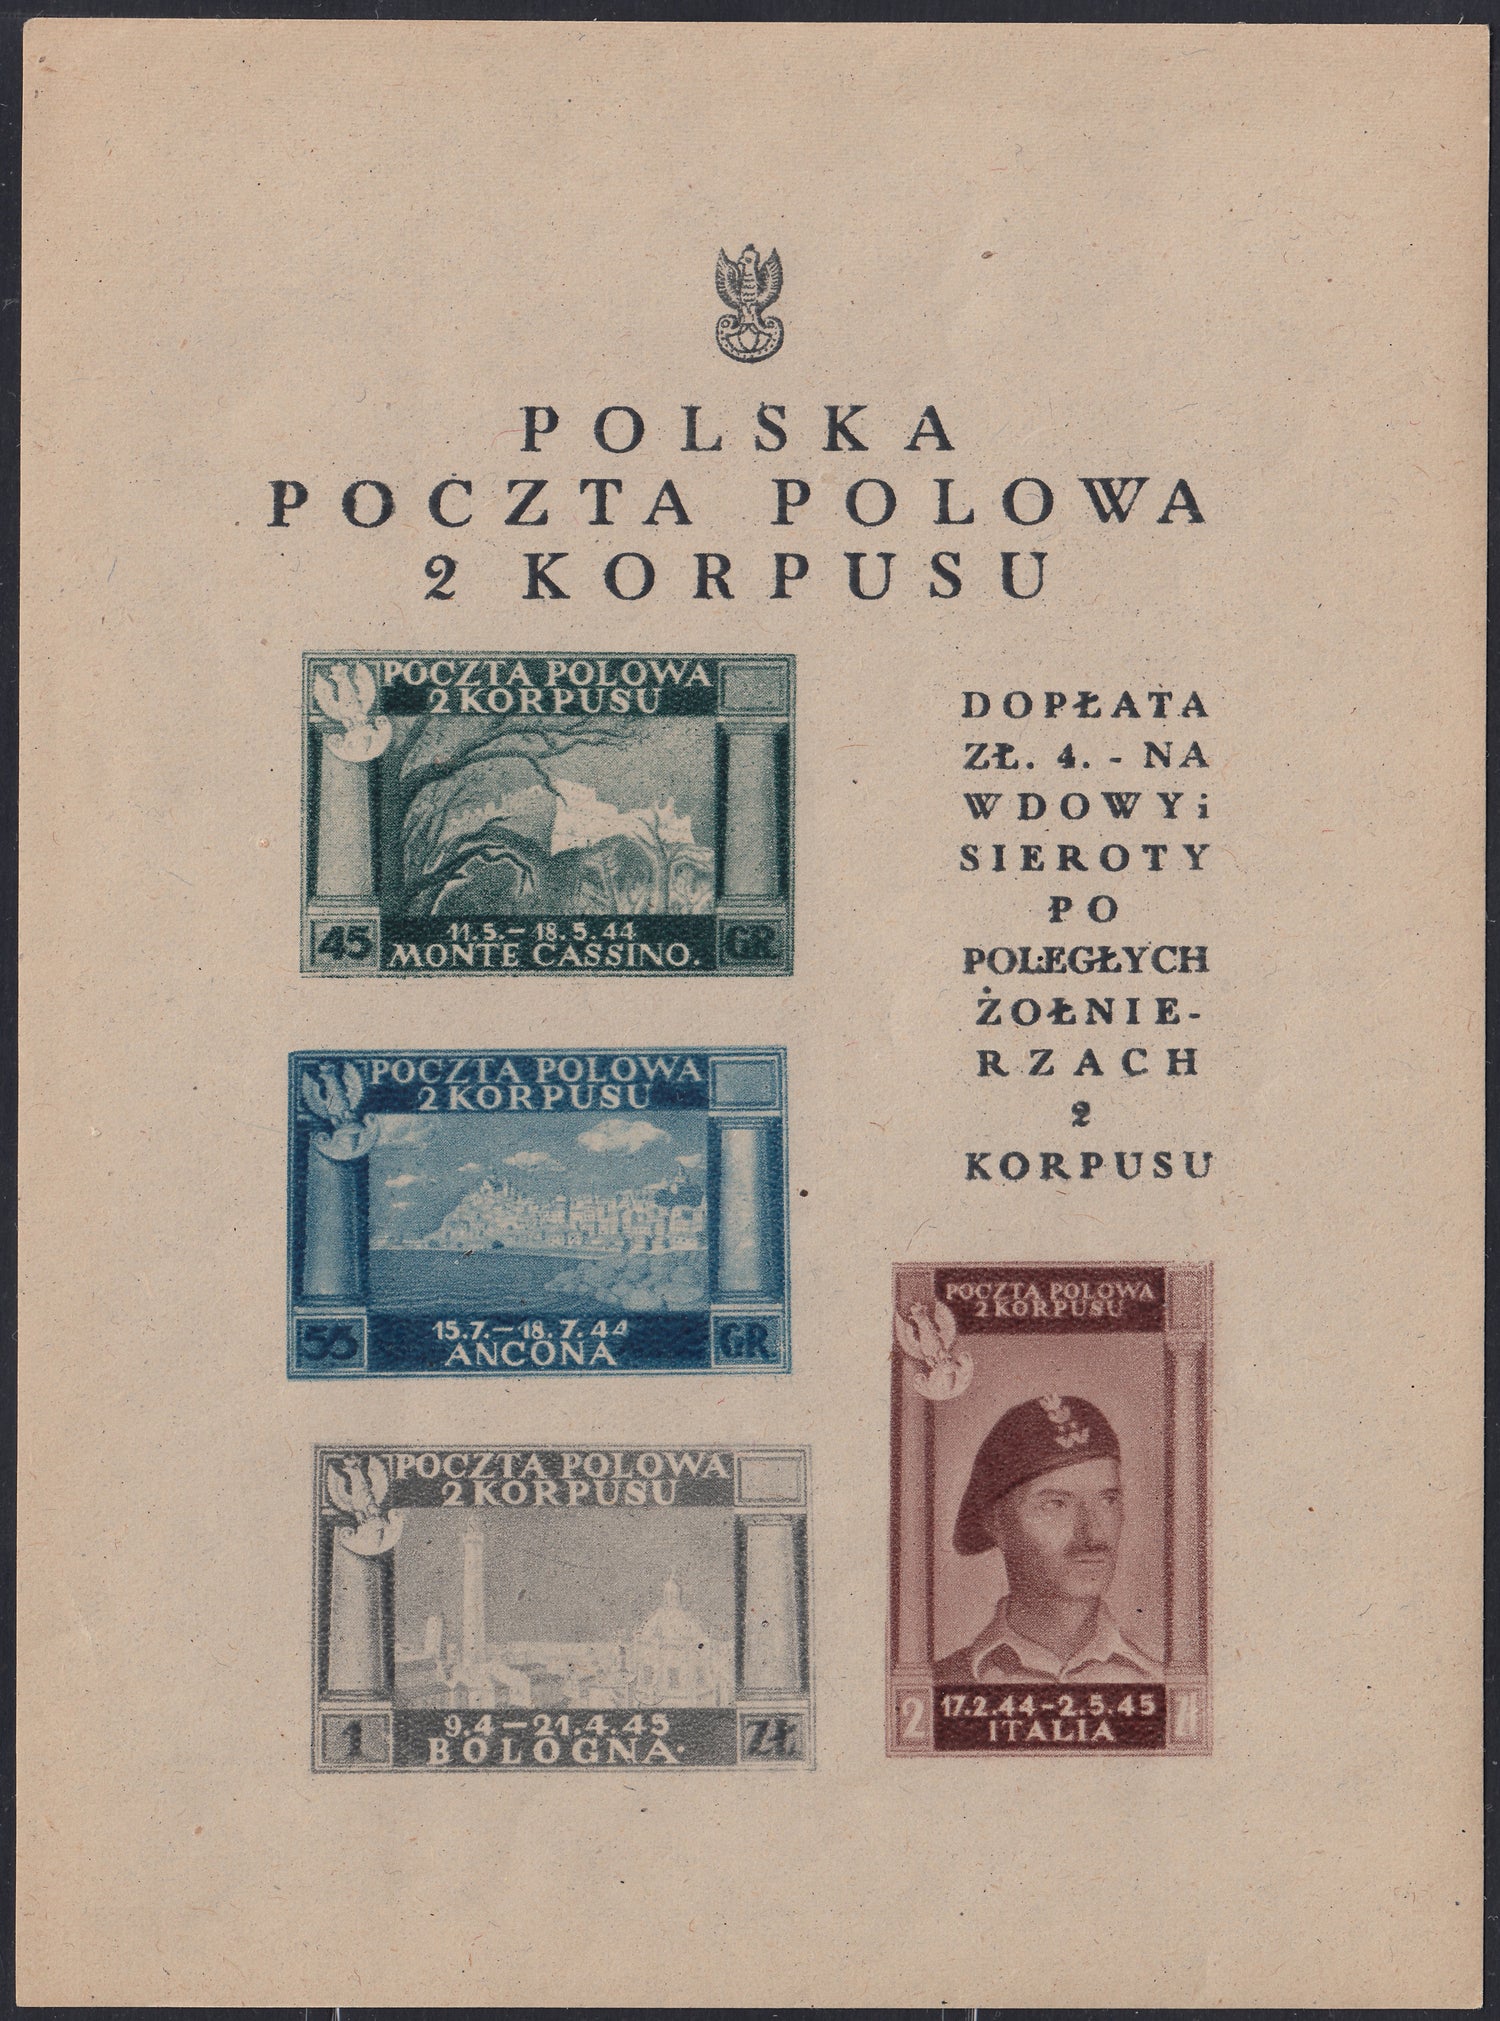 POLSKA
POCZTA POLOWA
2 KORPUSU
POCZTA POLOWA
2 KORPUSU
45
11.5.–18.5.44
MONTE CASSINO.
GR
POCZTA POLOWA
2 KORPUSU
55
15.7.–18.7.44
ANCONA
GR
POCZTA POLOWA
2 KORPUSU
1
9.4–21.4.45
BOLOGNA.
ZŁ
DOPŁATA
ZŁ. 4. - NA
WDOWY i
SIEROTY
PO
POLEGŁYCH
ŻOŁNIE-
RZACH
2
KORPUSU
POCZTA POLOWA
2 KORPUSU
2
17.2.44–2.5.45
ITALIA
Zł